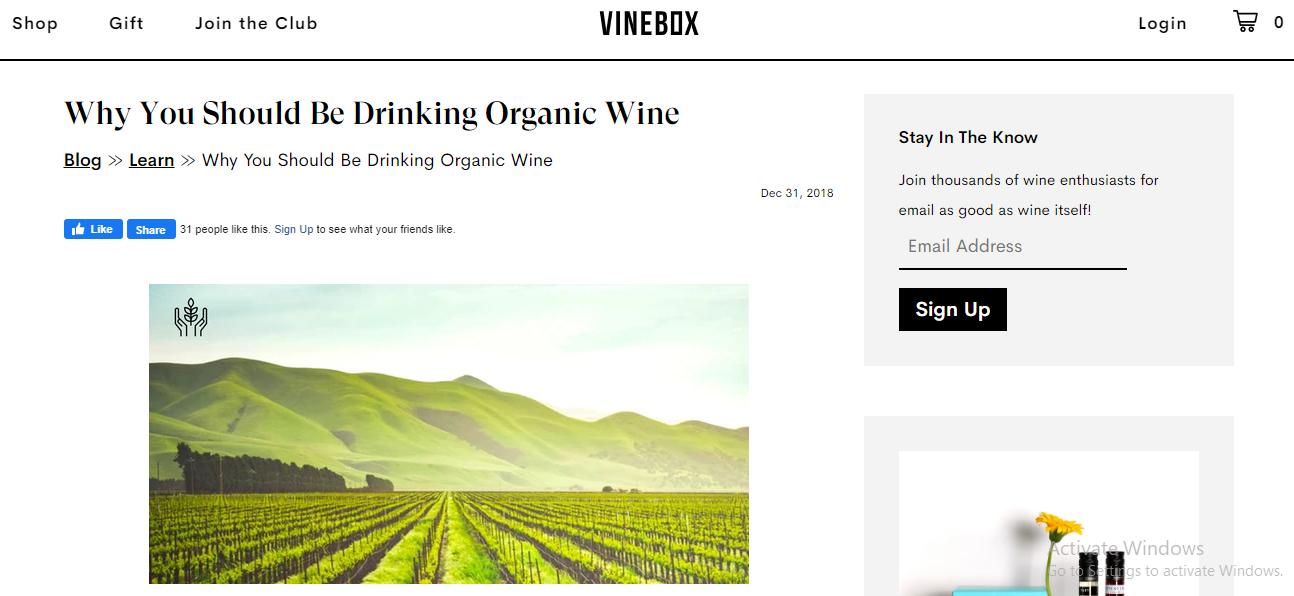 Shop Gift Join the Club VINEBOX Login 0
Why You Should Be Drinking Organic Wine
Blog >> Learn >> Why You Should Be Drinking Organic Wine
Dec 31, 2018
Like Share 31 people like this. Sign Up to see what your friends like.
Stay In The Know
Join thousands of wine enthusiasts for
email as good as wine itself!
Email Address
Sign Up
Activate Windows
Go to Settings to activate Windows.